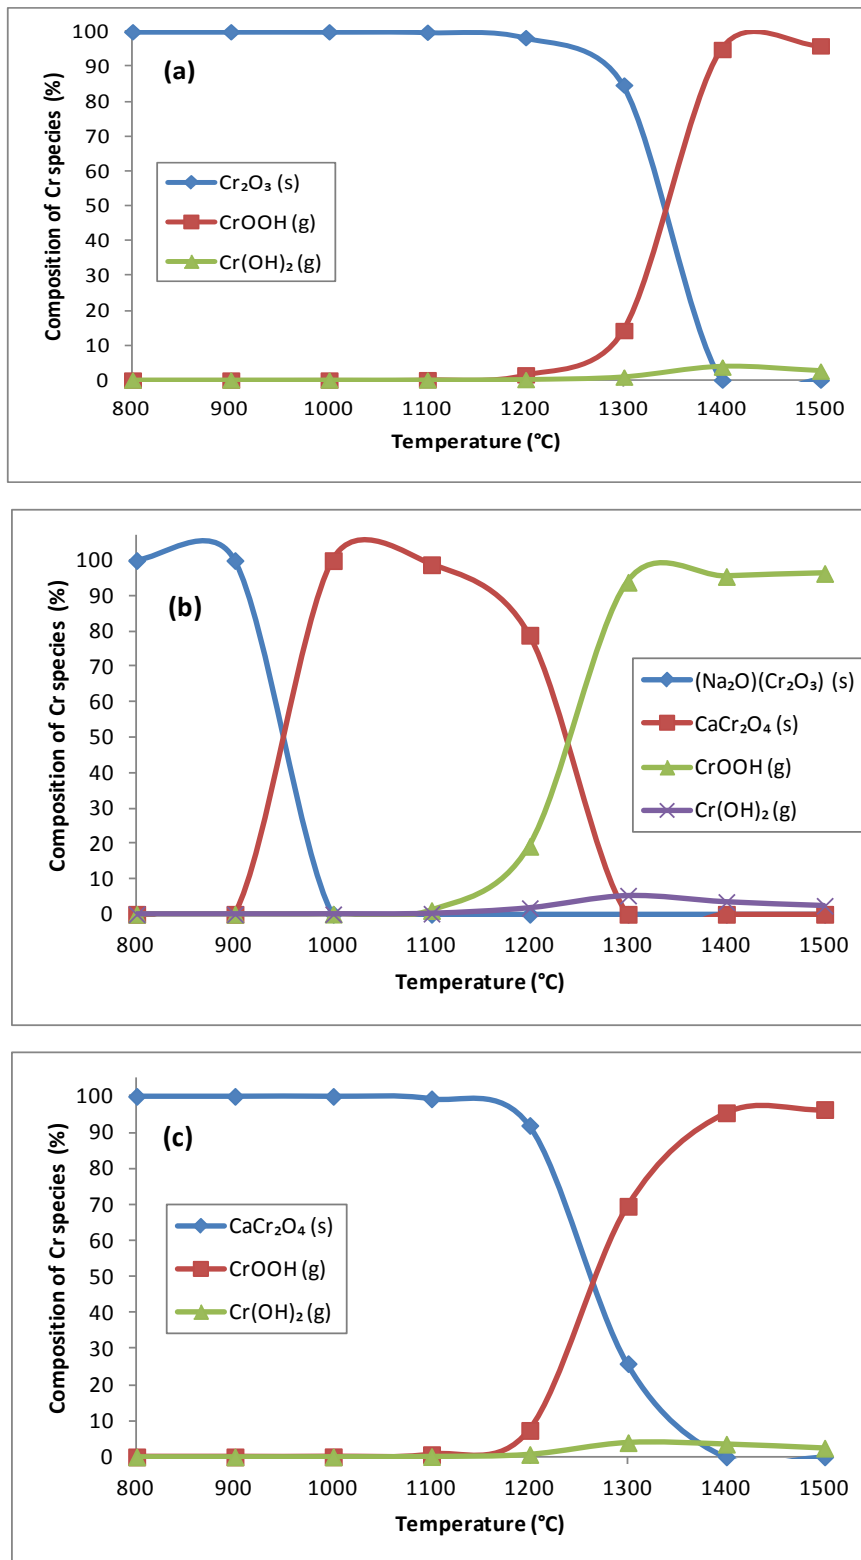 100
90
80
70
60
50
40
30
20
10
0
Composition of Cr species (%)
(a)
Cr₂O₃ (s)
CrOOH (g)
Cr(OH)₂ (g)
800 900 1000 1100 1200 1300 1400 1500
Temperature (°C)
100
90
80
70
60
50
40
30
20
10
0
Composition of Cr species (%)
(b)
(Na₂O)(Cr₂O₃) (s)
CaCr₂O₄ (s)
CrOOH (g)
Cr(OH)₂ (g)
800 900 1000 1100 1200 1300 1400 1500
Temperature (°C)
100
90
80
70
60
50
40
30
20
10
0
Composition of Cr species (%)
(c)
CaCr₂O₄ (s)
CrOOH (g)
Cr(OH)₂ (g)
800 900 1000 1100 1200 1300 1400 1500
Temperature (°C)